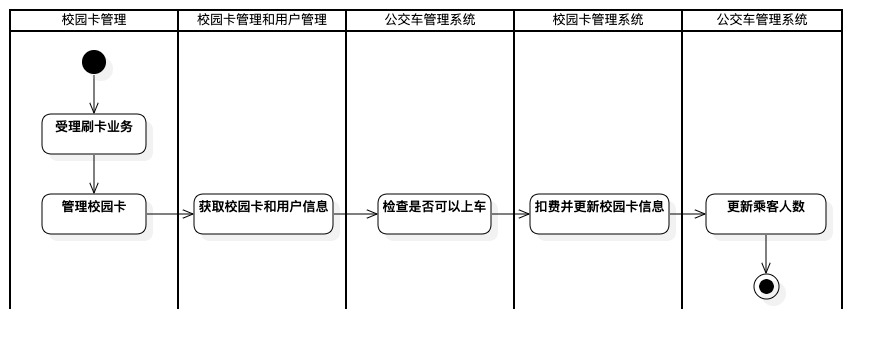 校园卡管理
校园卡管理和用户管理
公交车管理系统
校园卡管理系统
公交车管理系统
受理刷卡业务
管理校园卡
获取校园卡和用户信息
检查是否可以上车
扣费并更新校园卡信息
更新乘客人数